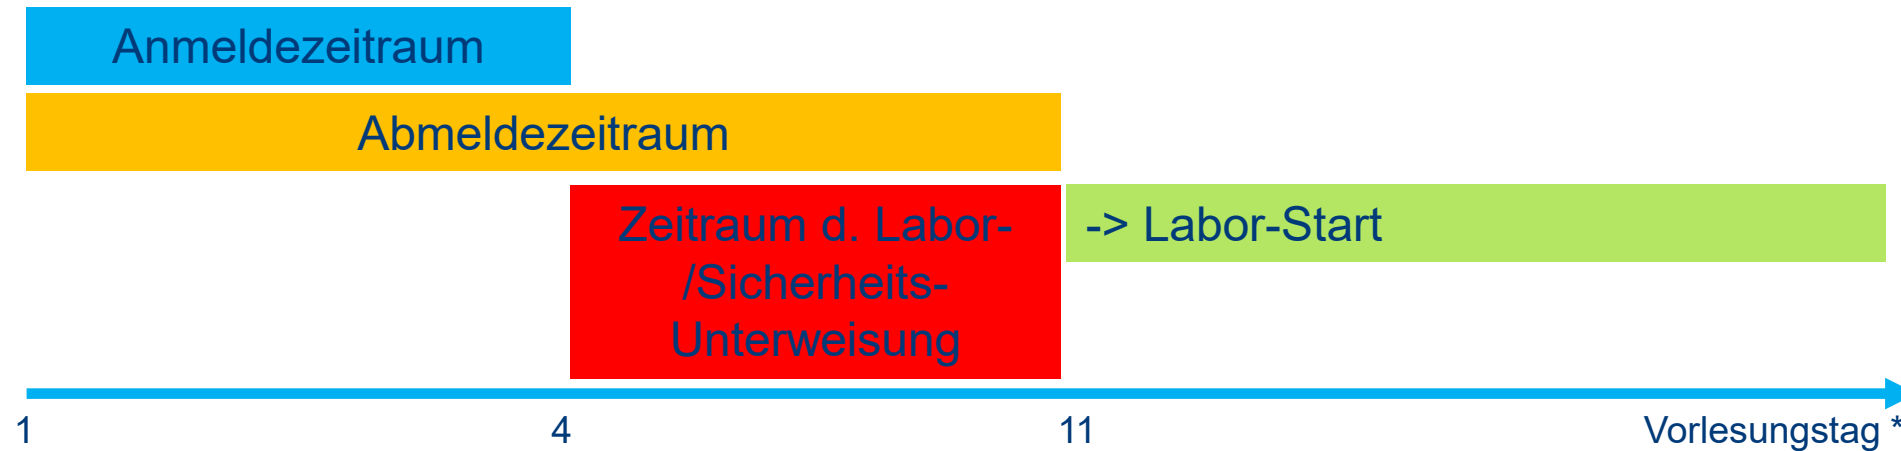 Anmeldezeitraum
Abmeldezeitraum
Zeitraum d. Labor-
/Sicherheits-
Unterweisung
-> Labor-Start
1
4
11
Vorlesungstag *